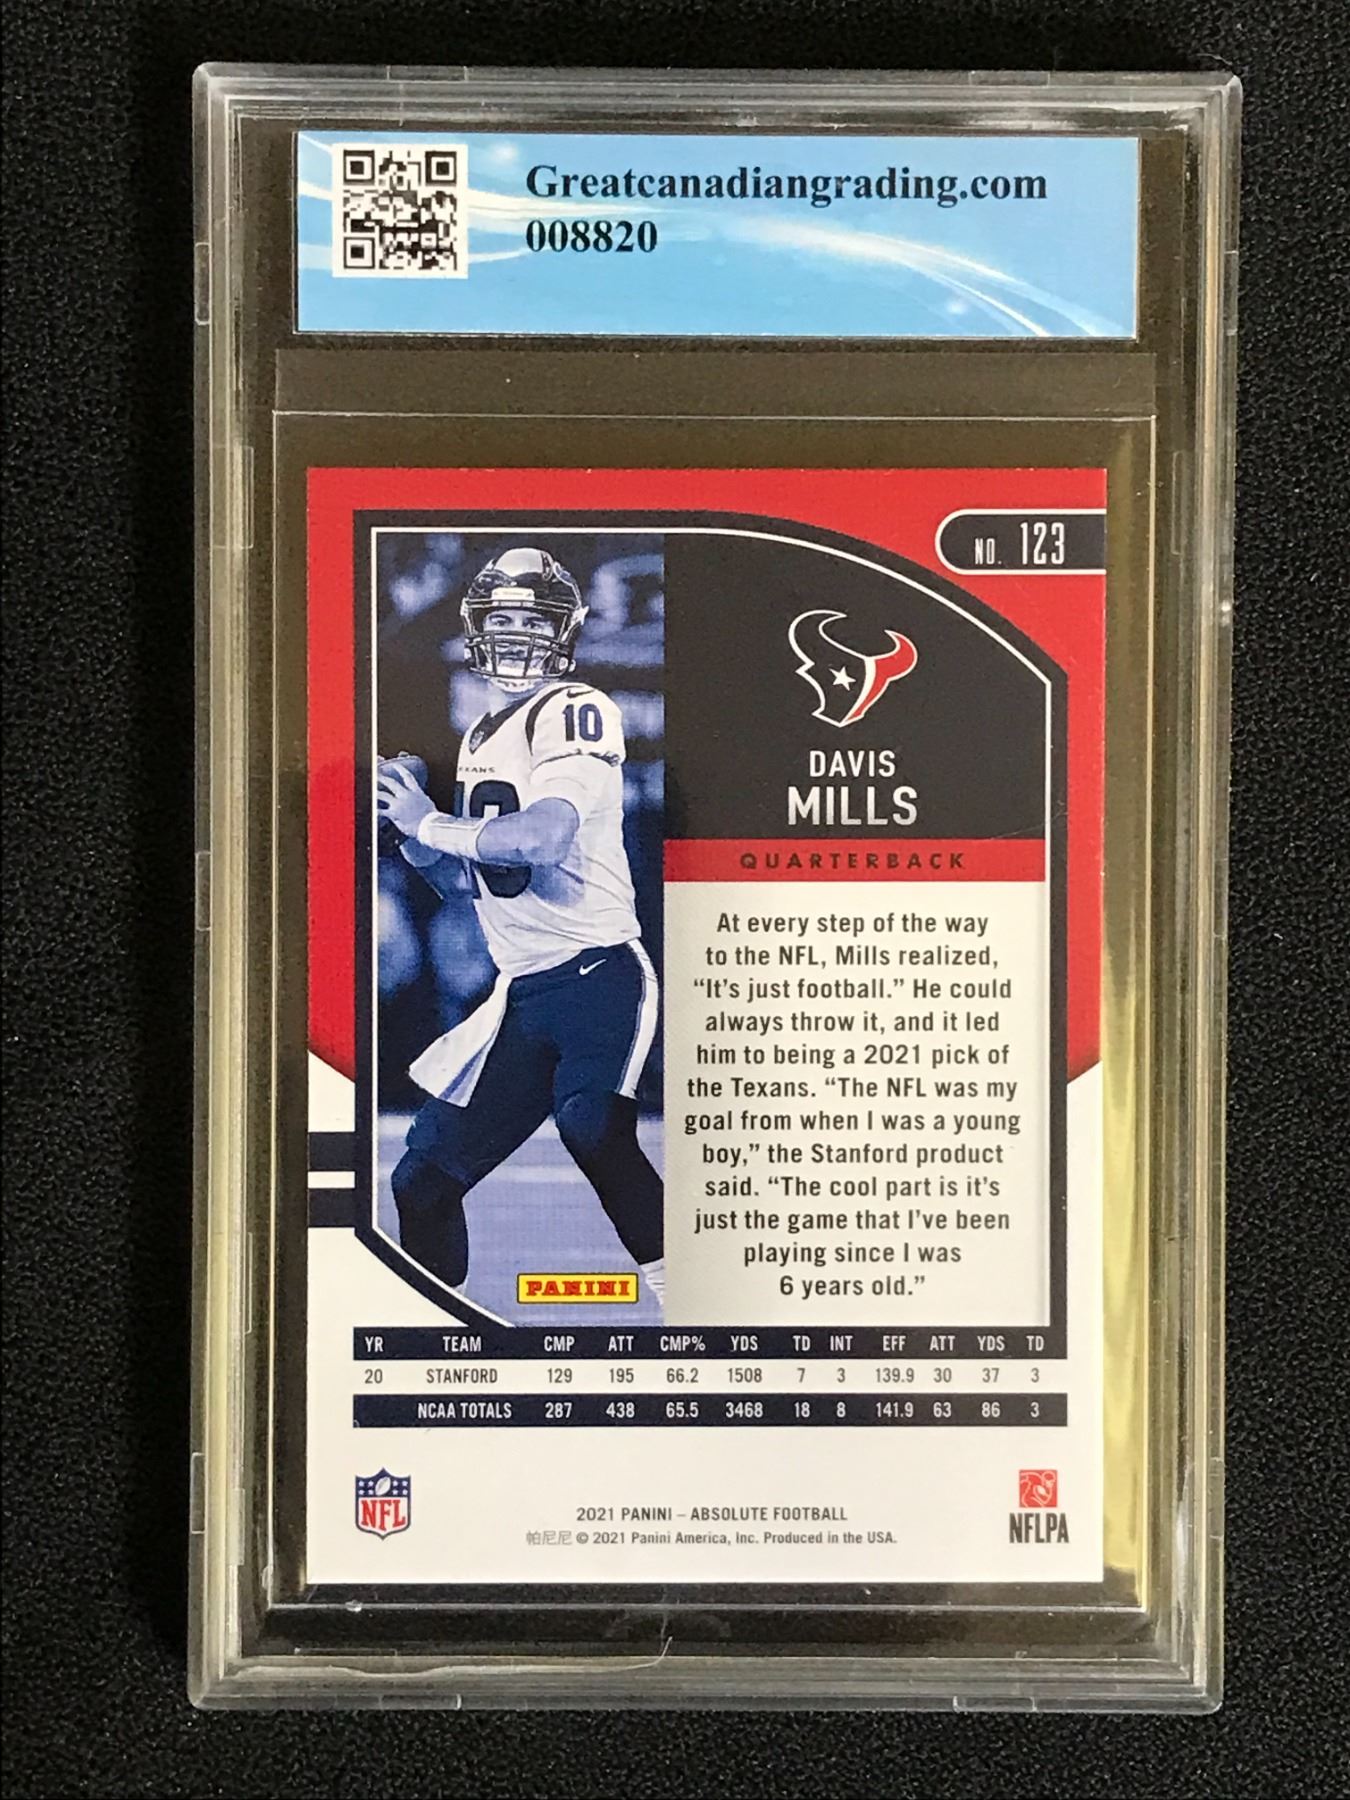 Greatcanadiangrading.com
008820
NO. 123
10
TEXANS
10
DAVIS
MILLS
QUARTERBACK
At every step of the way
to the NFL, Mills realized,
“It's just football.” He could
always throw it, and it led
him to being a 2021 pick of
the Texans. “The NFL was my
goal from when I was a young
boy,” the Stanford product
said. “The cool part is it's
just the game that I've been
playing since I was
6 years old.”
PANINI
YR TEAM CMP ATT CMP% YDS TD INT EFF ATT YDS TD
20 STANFORD 129 195 66.2 1508 7 3 139.9 30 37 3
NCAA TOTALS 287 438 65.5 3468 18 8 141.9 63 86 3
NFL
2021 PANINI – ABSOLUTE FOOTBALL
帕尼尼 © 2021 Panini America, Inc. Produced in the USA.
NFLPA